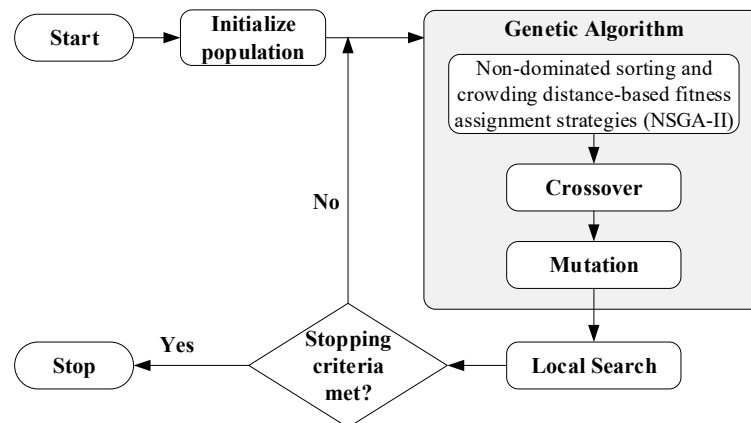 Start
Initialize
population
Genetic Algorithm
Non-dominated sorting and
crowding distance-based fitness
assignment strategies (NSGA-II)
Crossover
Mutation
No
Local Search
Stopping
criteria
met?
Yes
Stop